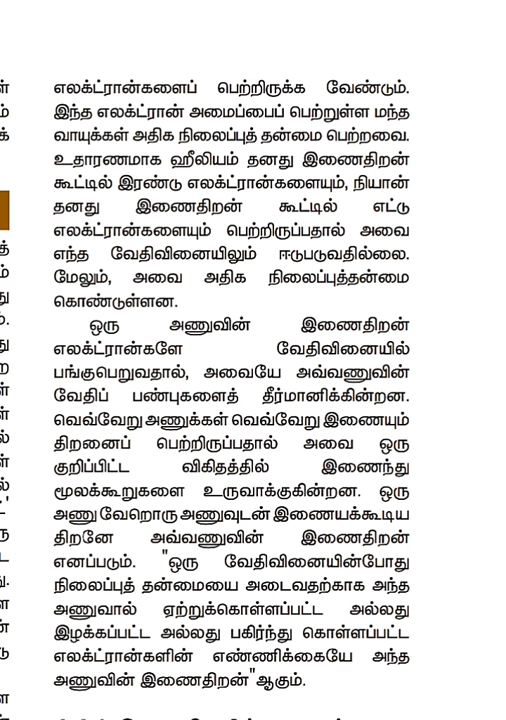 எலக்ட்ரான்களைப் பெற்றிருக்க வேண்டும்.
இந்த எலக்ட்ரான் அமைப்பைப் பெற்றுள்ள மந்த
வாயுக்கள் அதிக நிலைப்புத் தன்மை பெற்றவை.
உதாரணமாக ஹீலியம் தனது இணைதிறன்
கூட்டில் இரண்டு எலக்ட்ரான்களையும், நியான்
தனது இணைதிறன் கூட்டில் எட்டு
எலக்ட்ரான்களையும் பெற்றிருப்பதால் அவை
எந்த வேதிவினையிலும் ஈடுபடுவதில்லை.
மேலும், அவை அதிக நிலைப்புத்தன்மை
கொண்டுள்ளன.
ஒரு அணுவின் இணைதிறன்
எலக்ட்ரான்களே வேதிவினையில்
பங்குபெறுவதால், அவையே அவ்வணுவின்
வேதிப் பண்புகளைத் தீர்மானிக்கின்றன.
வெவ்வேறு அணுக்கள் வெவ்வேறு இணையும்
திறனைப் பெற்றிருப்பதால் அவை ஒரு
குறிப்பிட்ட விகிதத்தில் இணைந்து
மூலக்கூறுகளை உருவாக்குகின்றன. ஒரு
அணு வேறொரு அணுவுடன் இணையக்கூடிய
திறனே அவ்வணுவின் இணைதிறன்
எனப்படும். "ஒரு வேதிவினையின்போது
நிலைப்புத் தன்மையை அடைவதற்காக அந்த
அணுவால் ஏற்றுக்கொள்ளப்பட்ட அல்லது
இழக்கப்பட்ட அல்லது பகிர்ந்து கொள்ளப்பட்ட
எலக்ட்ரான்களின் எண்ணிக்கையே அந்த
அணுவின் இணைதிறன்"ஆகும்.